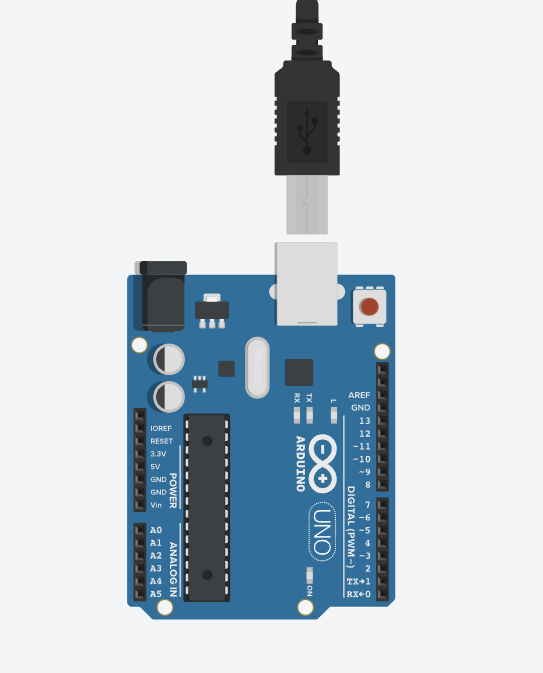 AREF
GND
13
12
~11
~10
~9
8
7
~6
~5
4
~3
2
TX→1
RX←0
IOREF
RESET
3.3V
5V
GND
GND
Vin
A0
A1
A2
A3
A4
A5
POWER
ANALOG IN
RX
TX
L
ARDUINO
UNO
DIGITAL (PWM~)
ON